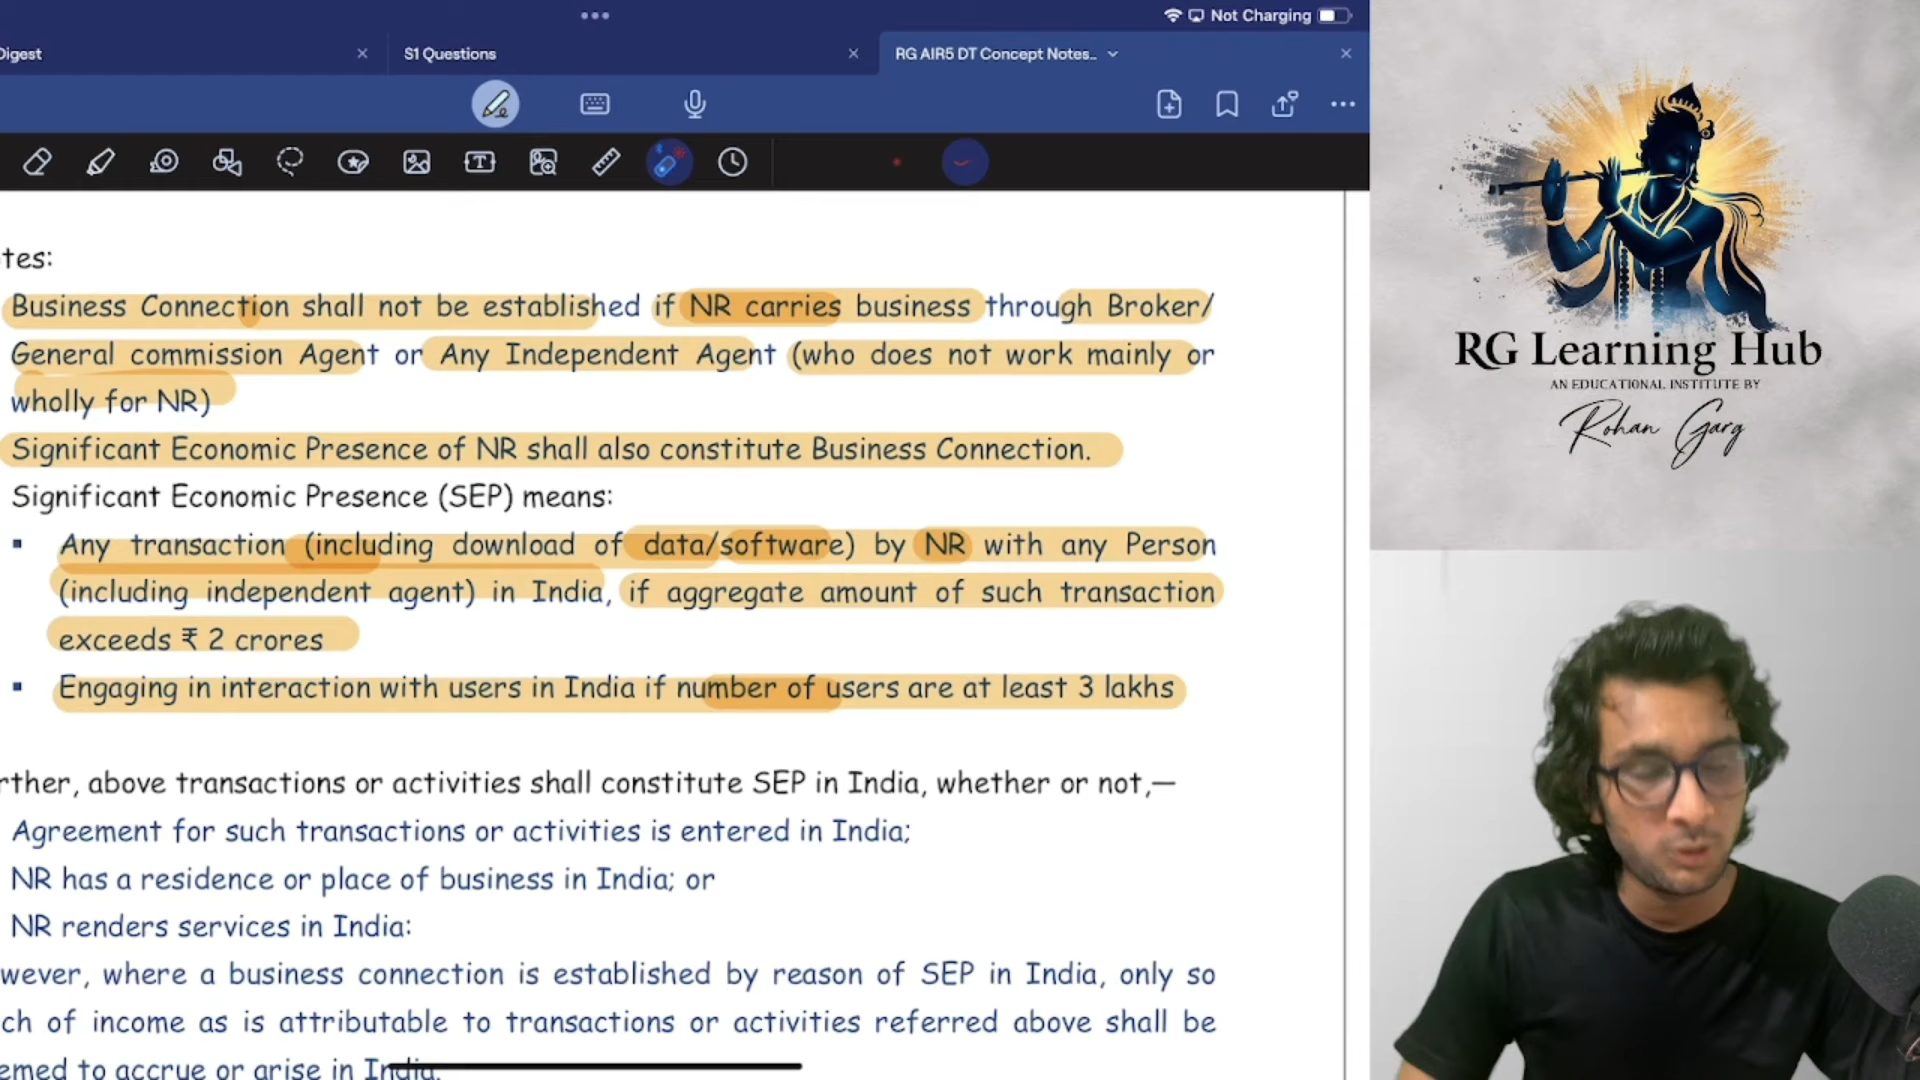 Not Charging
Digest
S1 Questions
RG AIR5 DT Concept Notes..
tes:
Business Connection shall not be established if NR carries business through Broker/
General commission Agent or Any Independent Agent (who does not work mainly or
wholly for NR)
Significant Economic Presence of NR shall also constitute Business Connection.
Significant Economic Presence (SEP) means:
▪ Any transaction (including download of data/software) by NR with any Person
(including independent agent) in India, if aggregate amount of such transaction
exceeds ₹ 2 crores
▪ Engaging in interaction with users in India if number of users are at least 3 lakhs
rther, above transactions or activities shall constitute SEP in India, whether or not,—
Agreement for such transactions or activities is entered in India;
NR has a residence or place of business in India; or
NR renders services in India:
wever, where a business connection is established by reason of SEP in India, only so
ch of income as is attributable to transactions or activities referred above shall be
emed to accrue or arise in India.
RG Learning Hub
AN EDUCATIONAL INSTITUTE BY
Rohan Garg